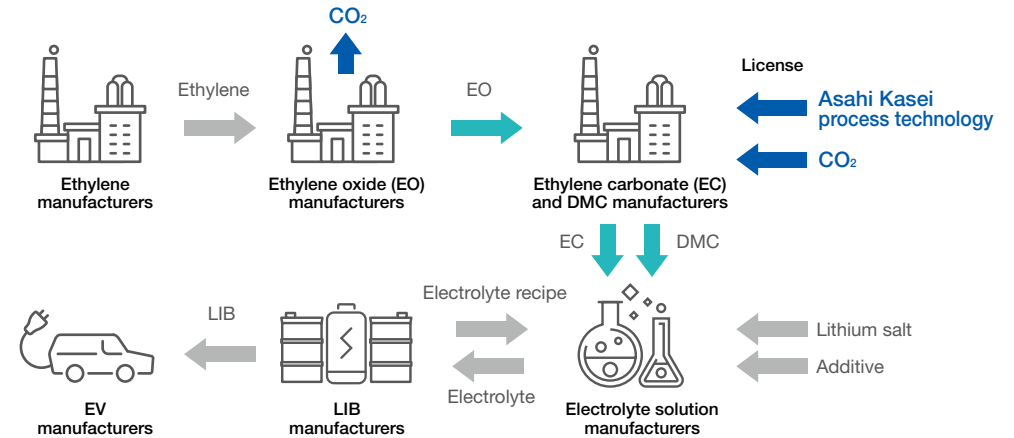 CO₂
License
Ethylene
EO
Asahi Kasei
process technology
CO₂
Ethylene
manufacturers
Ethylene oxide (EO)
manufacturers
Ethylene carbonate (EC)
and DMC manufacturers
EC
DMC
Electrolyte recipe
LIB
Lithium salt
Additive
Electrolyte
EV
manufacturers
LIB
manufacturers
Electrolyte solution
manufacturers